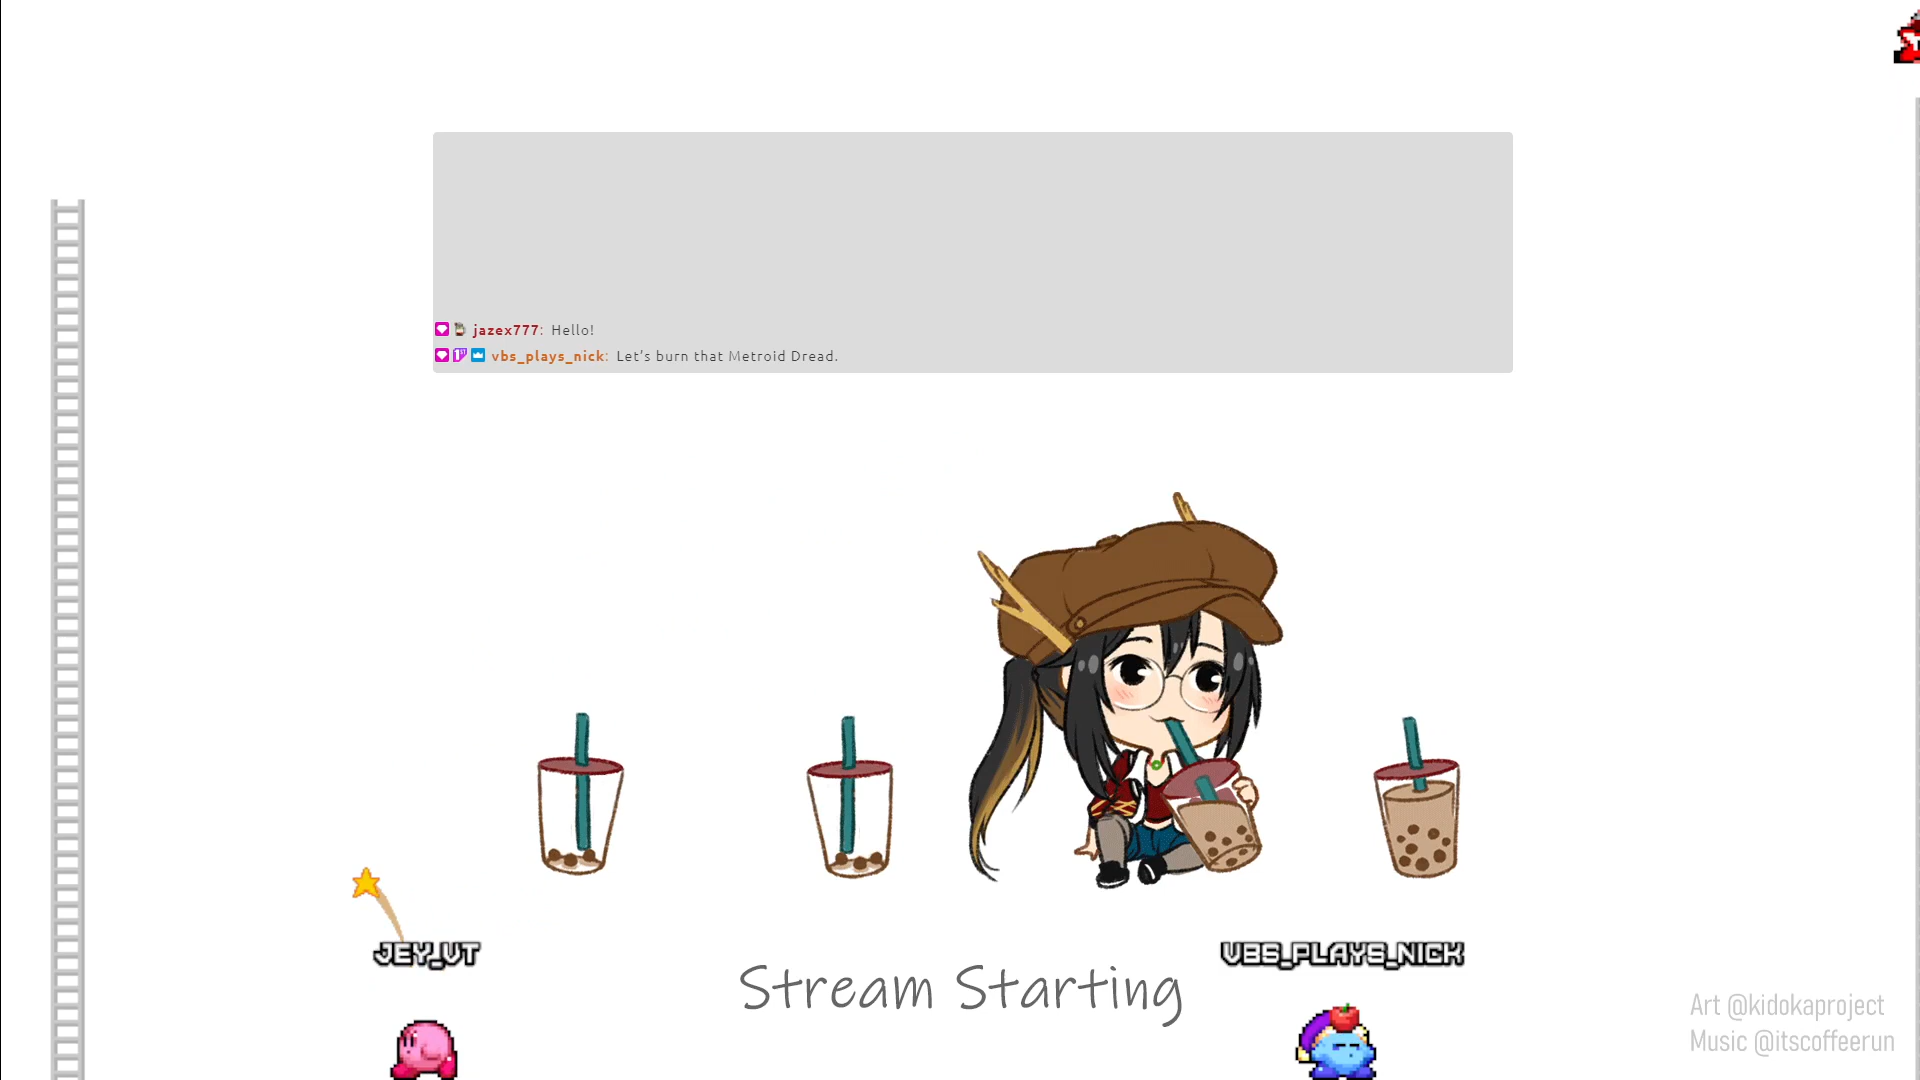 jazex777: Hello!
vbs_plays_nick: Let's burn that Metroid Dread.
JEY_VT
VBS_PLAYS_NICK
Stream Starting
Art @kidokaproject
Music @itscoffeerun